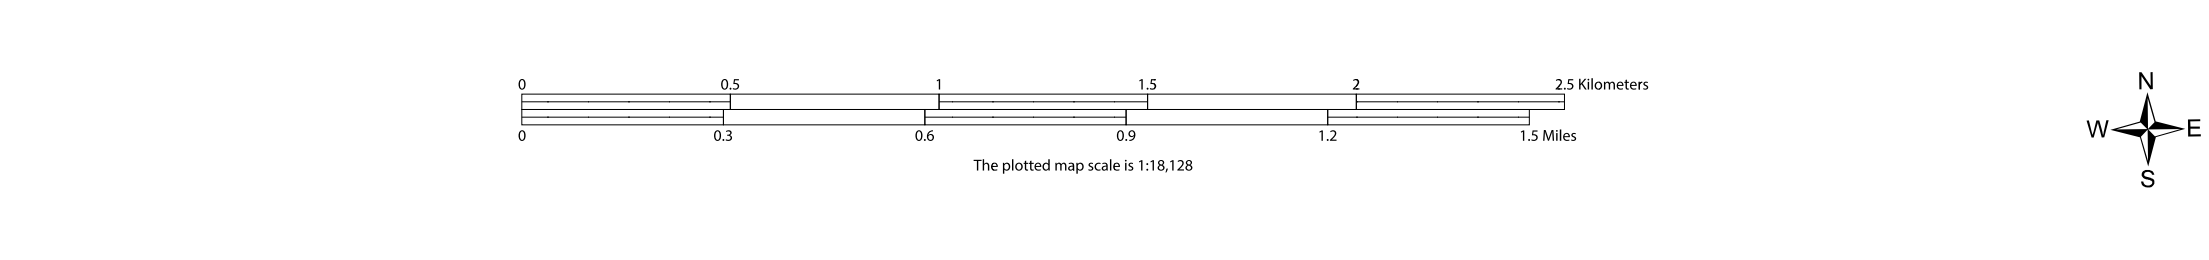 0 0.5 1 1.5 2 2.5 Kilometers
0 0.3 0.6 0.9 1.2 1.5 Miles
The plotted map scale is 1:18,128
N
W E
S